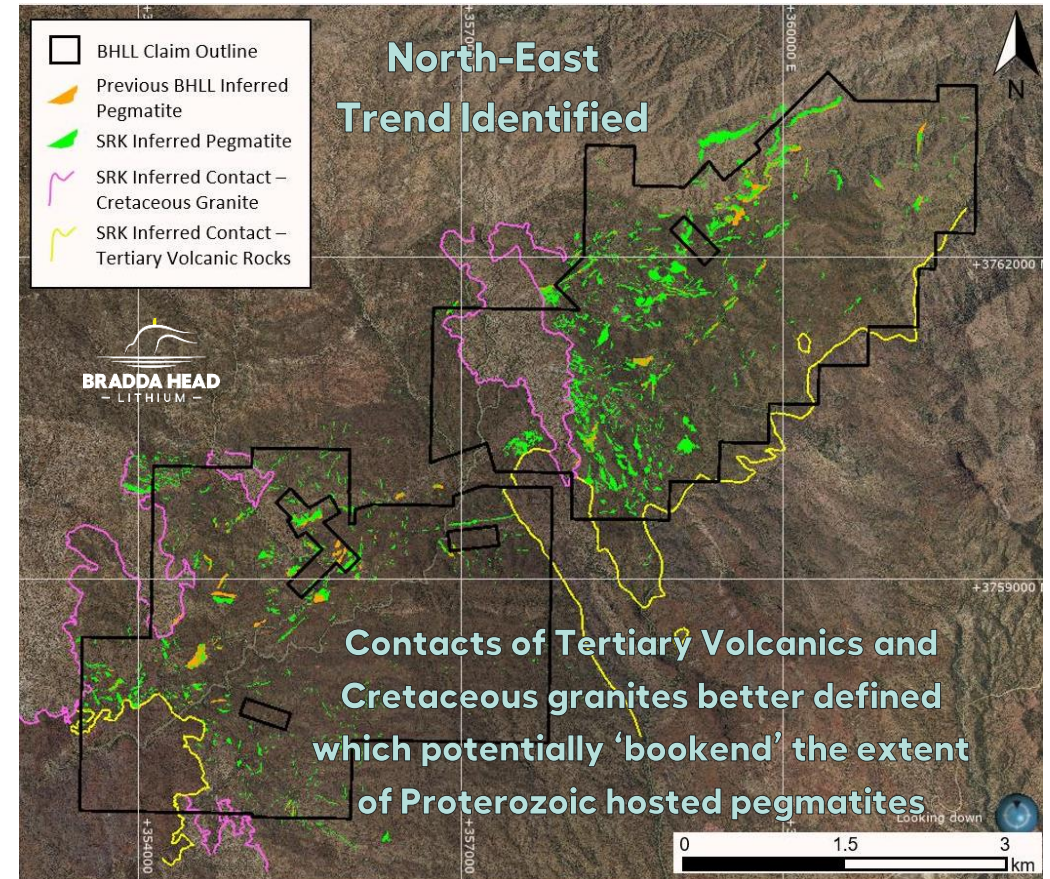 BHLL Claim Outline
Previous BHLL Inferred
Pegmatite
SRK Inferred Pegmatite
SRK Inferred Contact –
Cretaceous Granite
SRK Inferred Contact –
Tertiary Volcanic Rocks
North-East
Trend Identified
+360000 E
N
+3762000 N
BRADDA HEAD
– LITHIUM –
+3759000 N
Contacts of Tertiary Volcanics and
Cretaceous granites better defined
which potentially ‘bookend’ the extent
of Proterozoic hosted pegmatites
Looking down
+354000
+357000
0 1.5 3
km